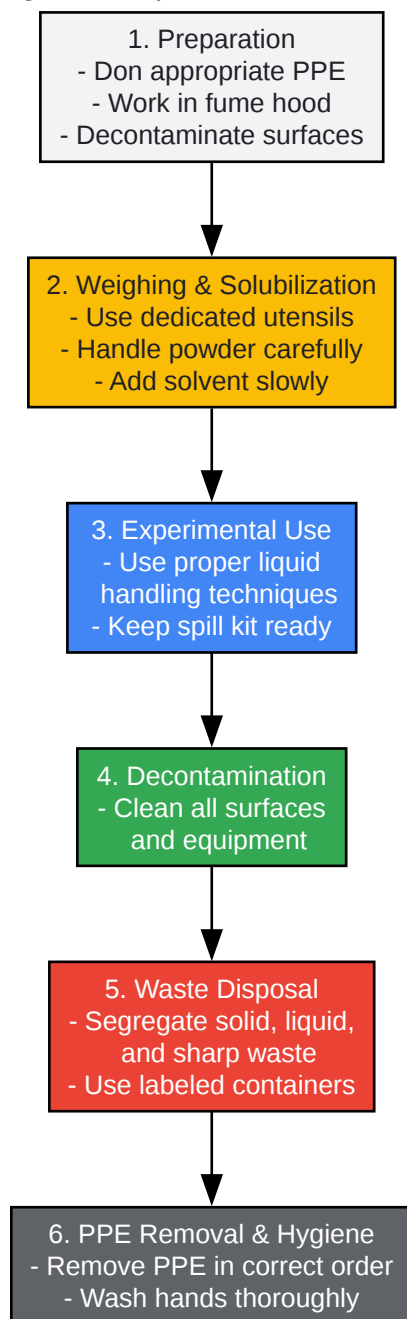 1. Preparation
- Don appropriate PPE
- Work in fume hood
- Decontaminate surfaces
2. Weighing & Solubilization
- Use dedicated utensils
- Handle powder carefully
- Add solvent slowly
3. Experimental Use
- Use proper liquid
handling techniques
- Keep spill kit ready
4. Decontamination
- Clean all surfaces
and equipment
5. Waste Disposal
- Segregate solid, liquid,
and sharp waste
- Use labeled containers
6. PPE Removal & Hygiene
- Remove PPE in correct order
- Wash hands thoroughly